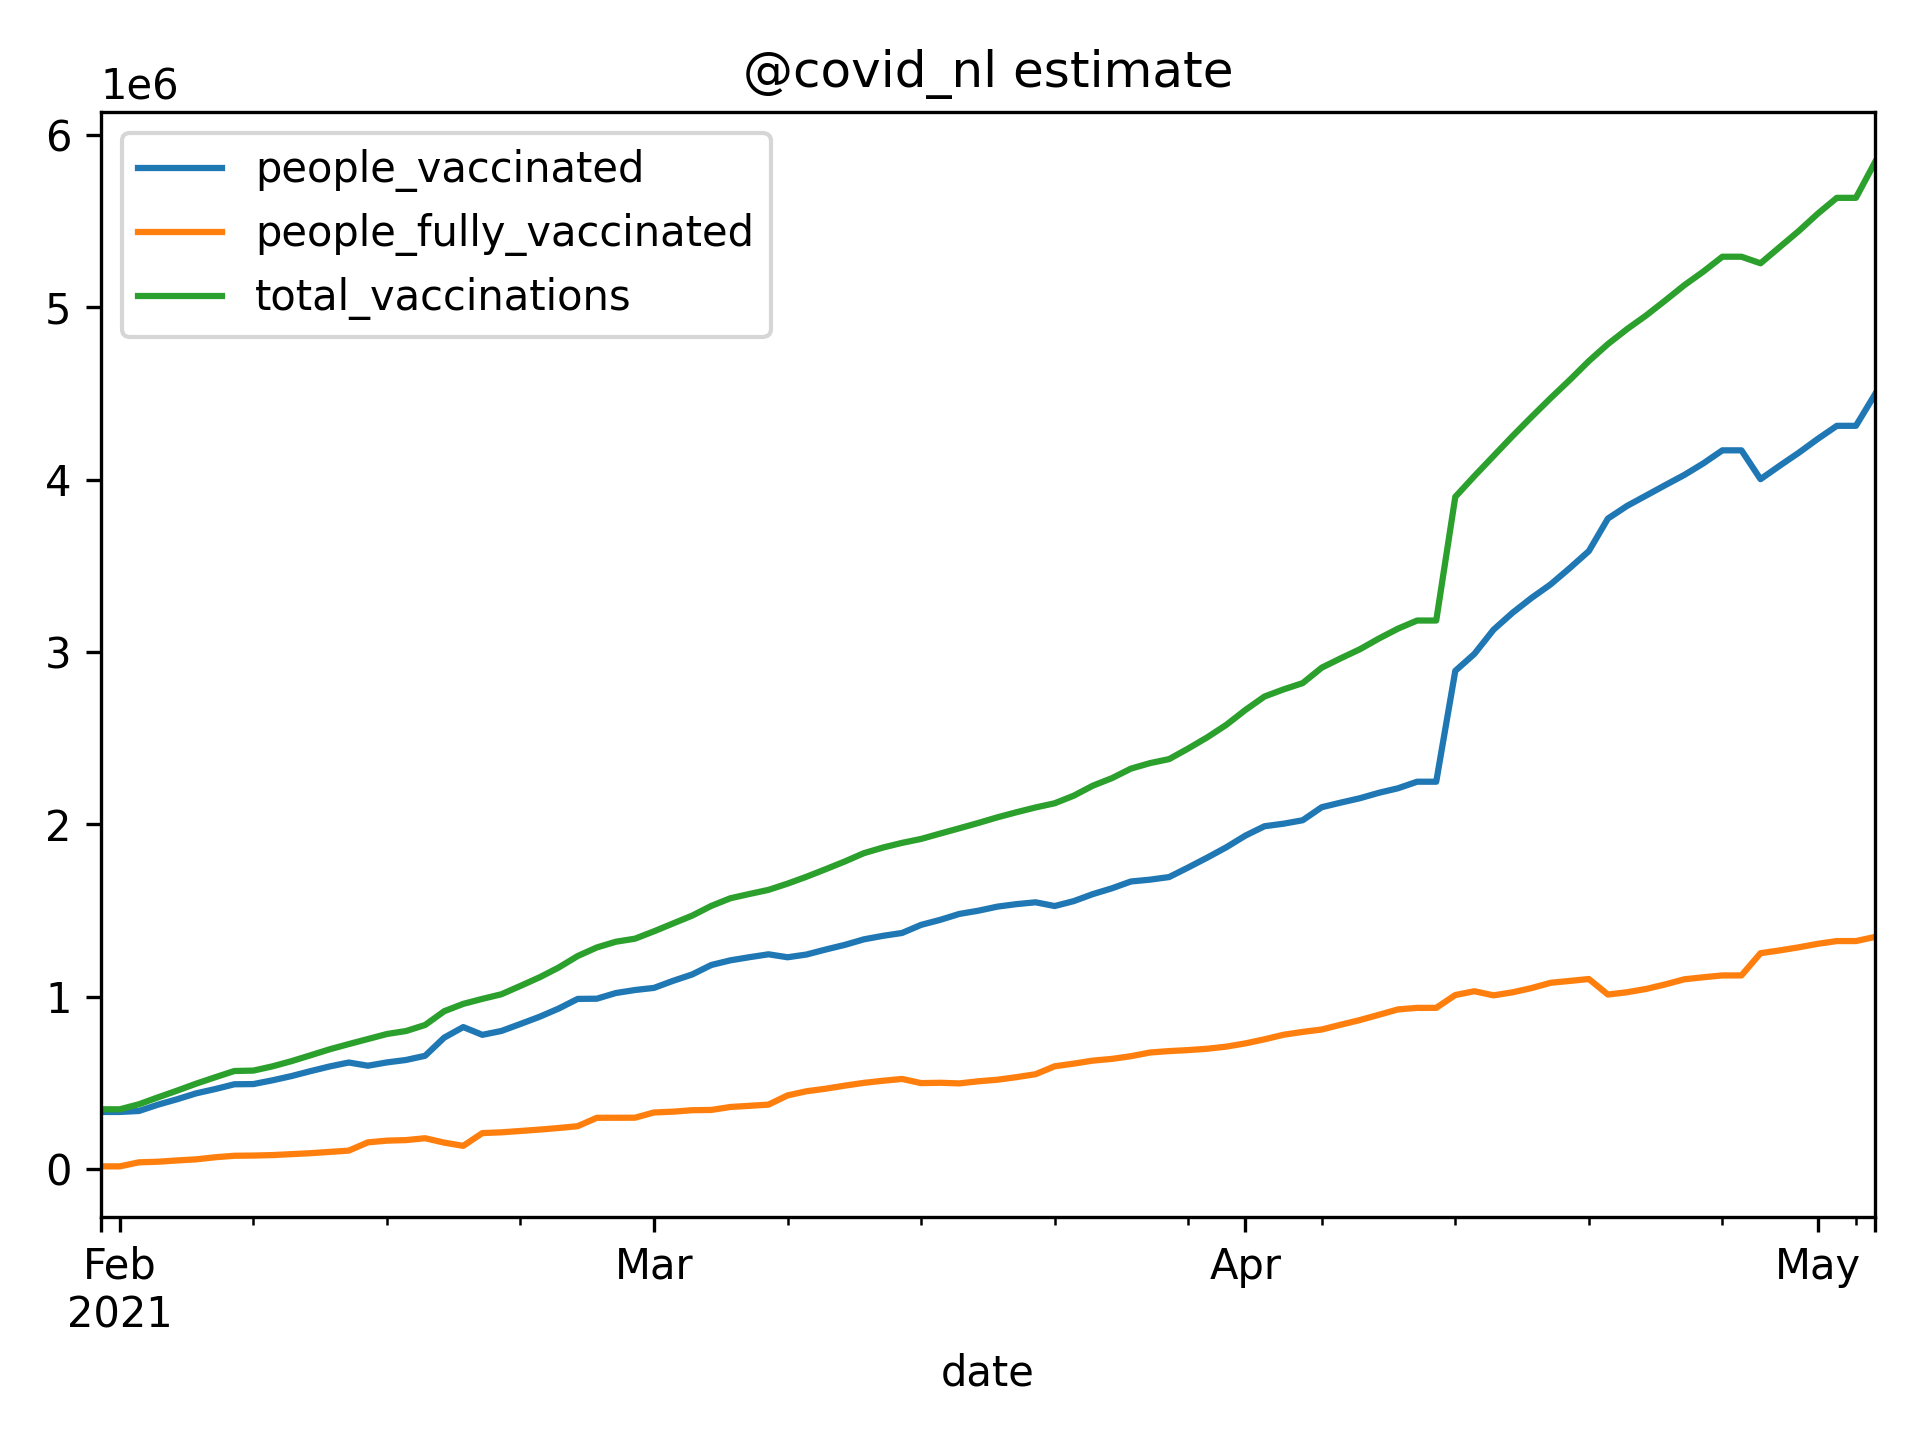 @covid_nl estimate
1e6
people_vaccinated
people_fully_vaccinated
total_vaccinations
6
5
4
3
2
1
0
Feb
2021
Mar
Apr
May
date